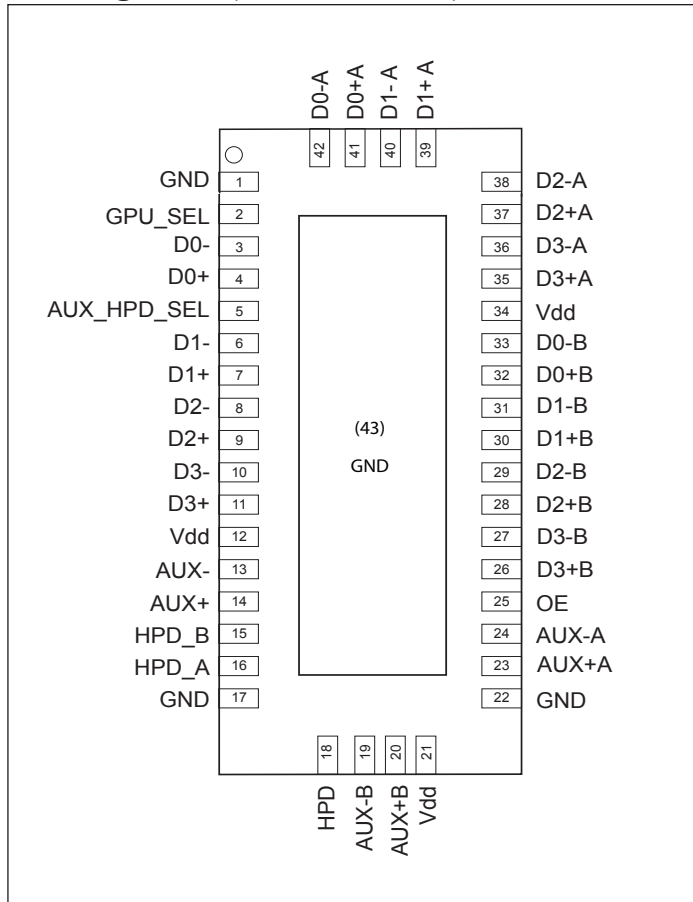 D0-A
D0+A
D1- A
D1+ A
42
41
40
39
GND 1
GPU_SEL 2
D0- 3
D0+ 4
AUX_HPD_SEL 5
D1- 6
D1+ 7
D2- 8
D2+ 9
D3- 10
D3+ 11
Vdd 12
AUX- 13
AUX+ 14
HPD_B 15
HPD_A 16
GND 17
(43)
GND
38 D2-A
37 D2+A
36 D3-A
35 D3+A
34 Vdd
33 D0-B
32 D0+B
31 D1-B
30 D1+B
29 D2-B
28 D2+B
27 D3-B
26 D3+B
25 OE
24 AUX-A
23 AUX+A
22 GND
18
19
20
21
HPD
AUX-B
AUX+B
Vdd